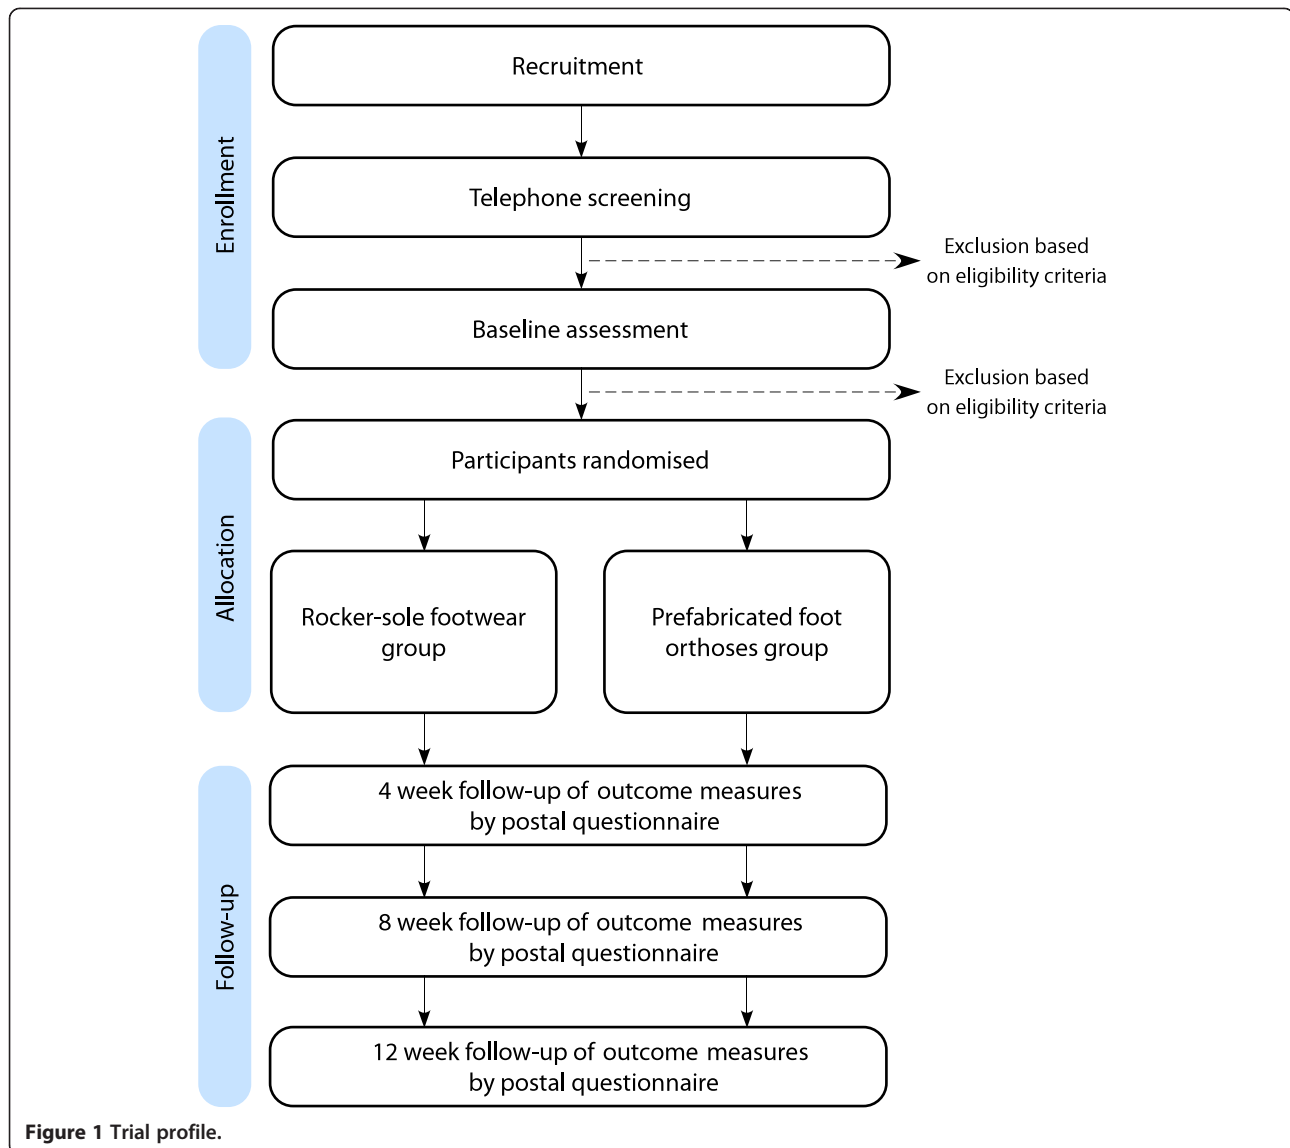 Enrollment
Recruitment
Telephone screening
Exclusion based
on eligibility criteria
Baseline assessment
Exclusion based
on eligibility criteria
Allocation
Participants randomised
Rocker-sole footwear
group
Prefabricated foot
orthoses group
Follow-up
4 week follow-up of outcome measures
by postal questionnaire
8 week follow-up of outcome measures
by postal questionnaire
12 week follow-up of outcome measures
by postal questionnaire
Figure 1 Trial profile.